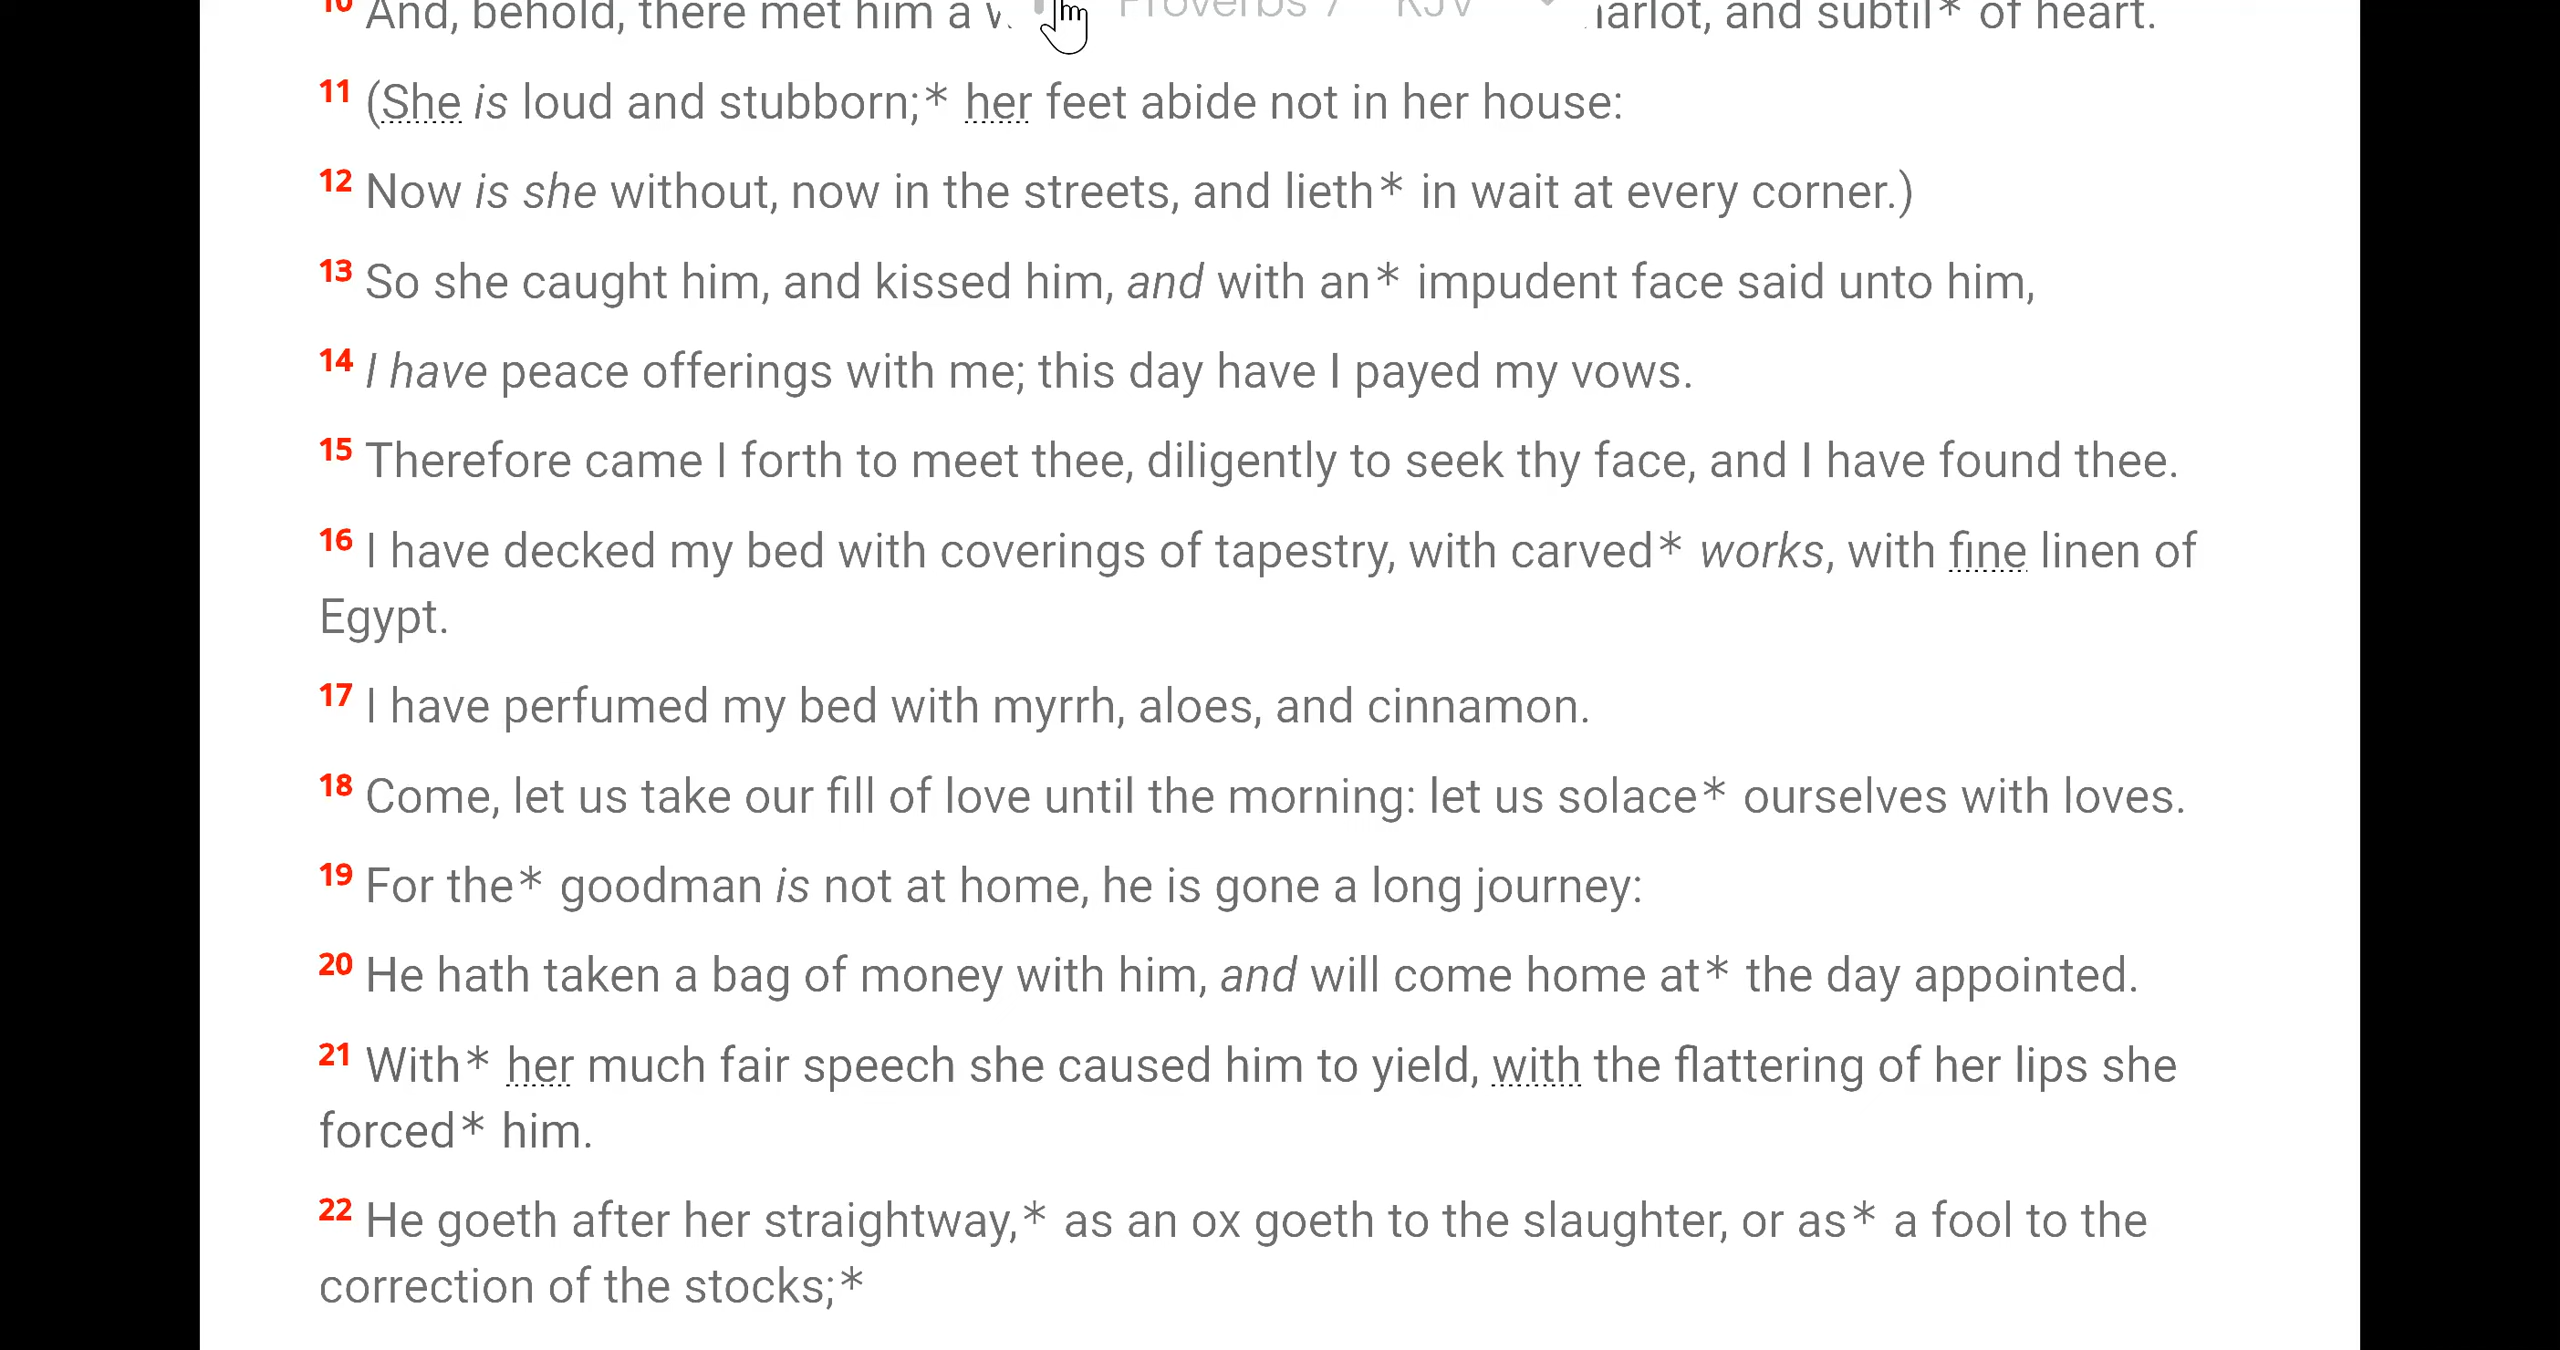 10 And, behold, there met him a Proverbs 7 KJV harlot, and subtil* of heart.
11 (She is loud and stubborn;* her feet abide not in her house:
12 Now is she without, now in the streets, and lieth* in wait at every corner.)
13 So she caught him, and kissed him, and with an* impudent face said unto him,
14 I have peace offerings with me; this day have I payed my vows.
15 Therefore came I forth to meet thee, diligently to seek thy face, and I have found thee.
16 I have decked my bed with coverings of tapestry, with carved* works, with fine linen of
Egypt.
17 I have perfumed my bed with myrrh, aloes, and cinnamon.
18 Come, let us take our fill of love until the morning: let us solace* ourselves with loves.
19 For the* goodman is not at home, he is gone a long journey:
20 He hath taken a bag of money with him, and will come home at* the day appointed.
21 With* her much fair speech she caused him to yield, with the flattering of her lips she
forced* him.
22 He goeth after her straightway,* as an ox goeth to the slaughter, or as* a fool to the
correction of the stocks;*